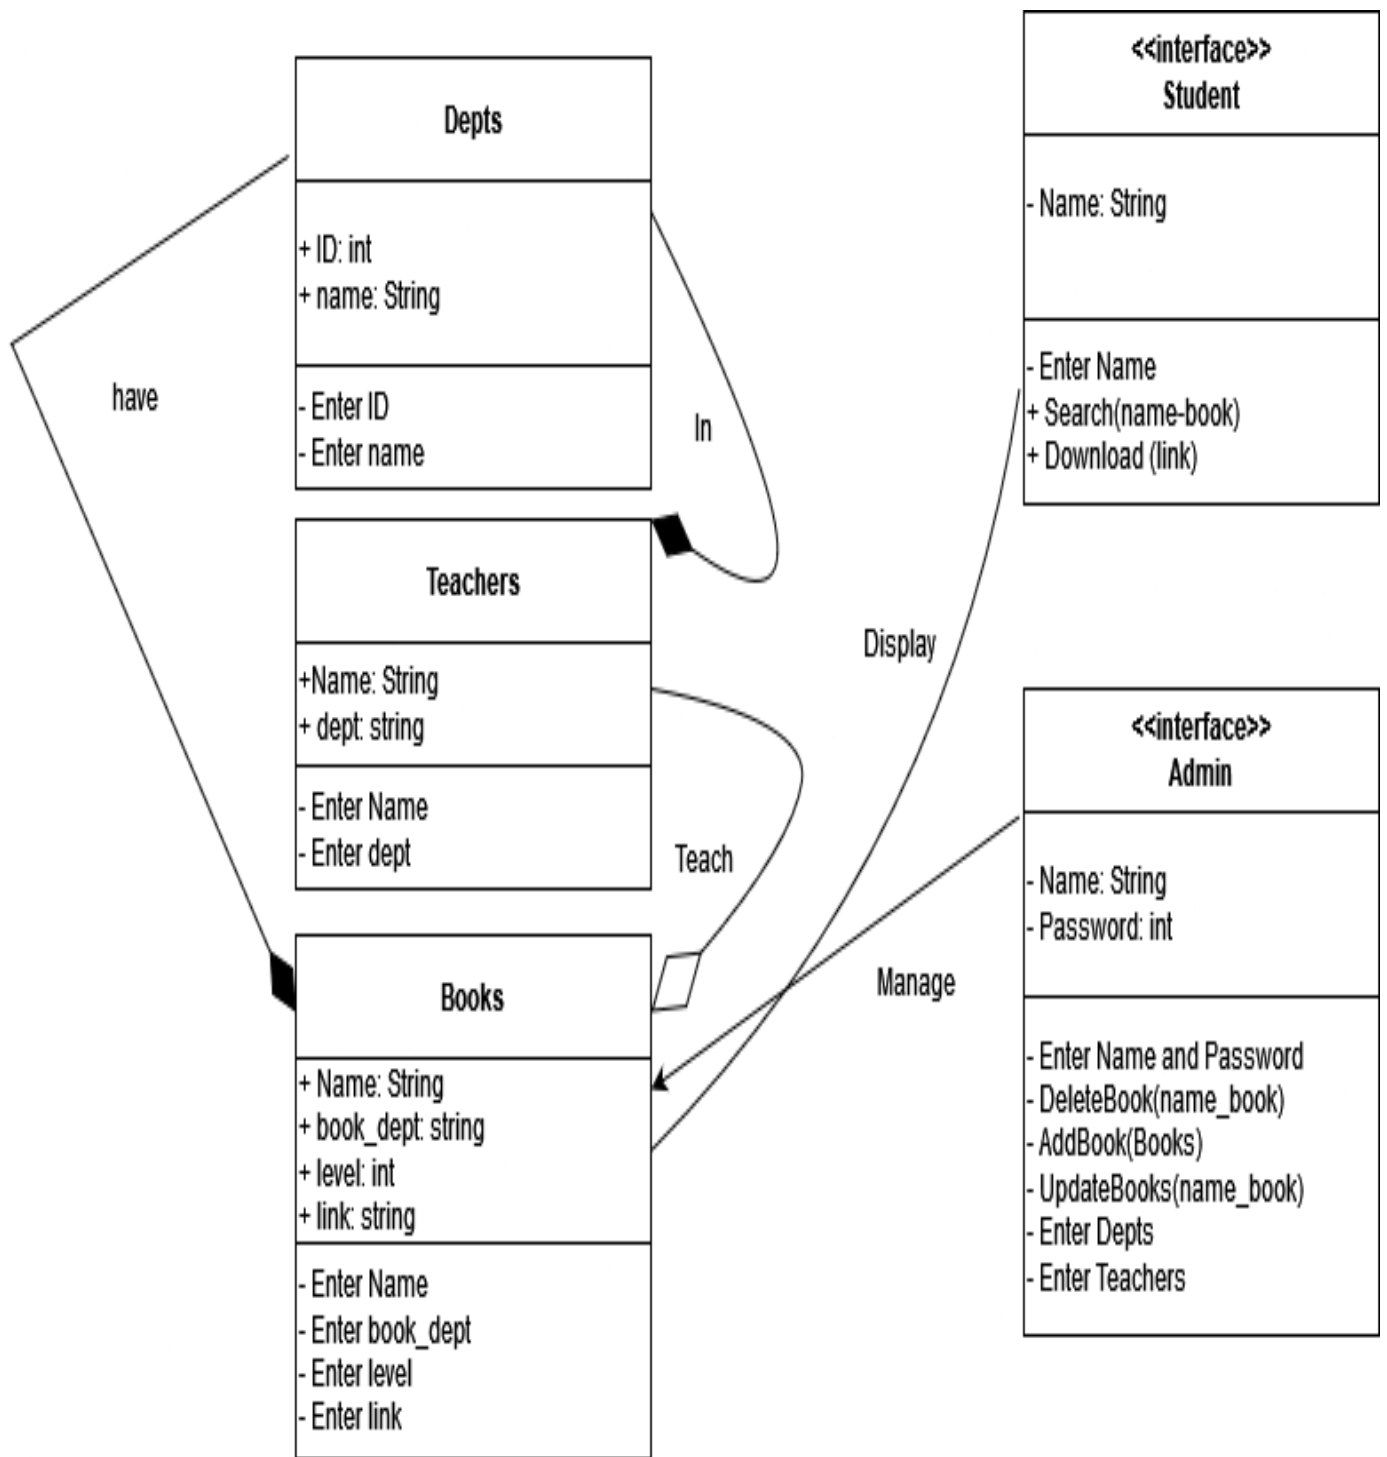 Depts
+ ID: int
+ name: String
- Enter ID
- Enter name
have
In
Teachers
+Name: String
+ dept: string
- Enter Name
- Enter dept
Teach
Books
+ Name: String
+ book_dept: string
+ level: int
+ link: string
- Enter Name
- Enter book_dept
- Enter level
- Enter link
<<interface>>
Student
- Name: String
- Enter Name
+ Search(name-book)
+ Download (link)
Display
<<interface>>
Admin
- Name: String
- Password: int
Manage
- Enter Name and Password
- DeleteBook(name_book)
- AddBook(Books)
- UpdateBooks(name_book)
- Enter Depts
- Enter Teachers